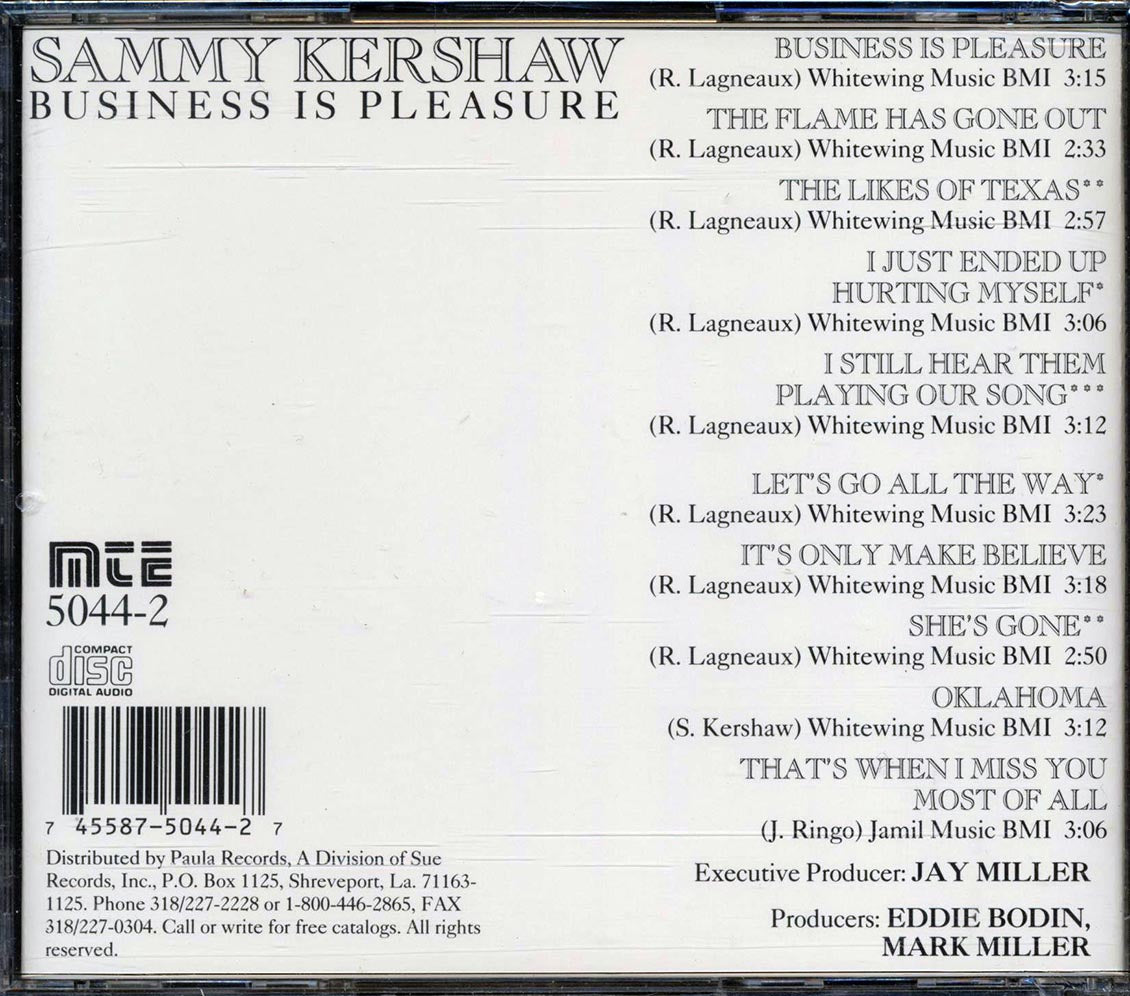 SAMMY KERSHAW
BUSINESS IS PLEASURE
BUSINESS IS PLEASURE
(R. Lagneaux) Whitewing Music BMI 3:15
THE FLAME HAS GONE OUT
(R. Lagneaux) Whitewing Music BMI 2:33
THE LIKES OF TEXAS**
(R. Lagneaux) Whitewing Music BMI 2:57
I JUST ENDED UP
HURTING MYSELF*
(R. Lagneaux) Whitewing Music BMI 3:06
I STILL HEAR THEM
PLAYING OUR SONG***
(R. Lagneaux) Whitewing Music BMI 3:12
LET'S GO ALL THE WAY*
(R. Lagneaux) Whitewing Music BMI 3:23
IT'S ONLY MAKE BELIEVE
(R. Lagneaux) Whitewing Music BMI 3:18
SHE'S GONE**
(R. Lagneaux) Whitewing Music BMI 2:50
OKLAHOMA
(S. Kershaw) Whitewing Music BMI 3:12
THAT'S WHEN I MISS YOU
MOST OF ALL
(J. Ringo) Jamil Music BMI 3:06
Executive Producer: JAY MILLER
Producers: EDDIE BODIN,
MARK MILLER
MTE
5044-2
COMPACT
disc
DIGITAL AUDIO
7 45587-5044-2 7
Distributed by Paula Records, A Division of Sue
Records, Inc., P.O. Box 1125, Shreveport, La. 71163-
1125. Phone 318/227-2228 or 1-800-446-2865, FAX
318/227-0304. Call or write for free catalogs. All rights
reserved.